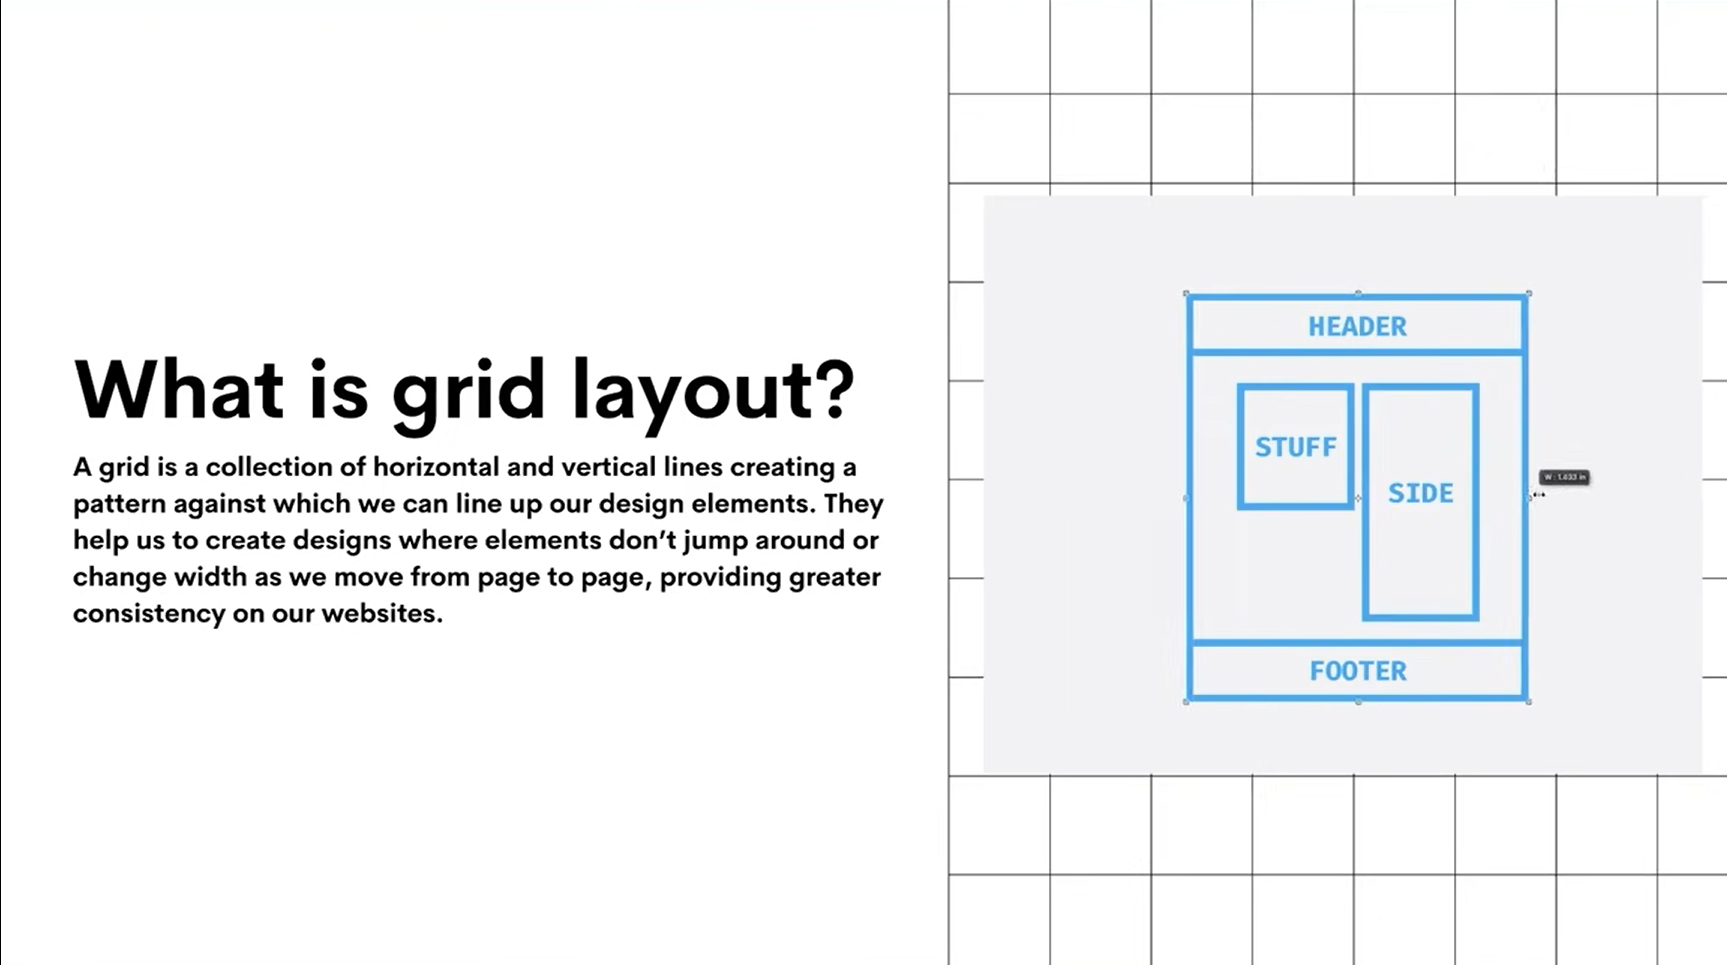 What is grid layout?
A grid is a collection of horizontal and vertical lines creating a
pattern against which we can line up our design elements. They
help us to create designs where elements don’t jump around or
change width as we move from page to page, providing greater
consistency on our websites.
HEADER
STUFF
SIDE
W : 1.433 in
FOOTER